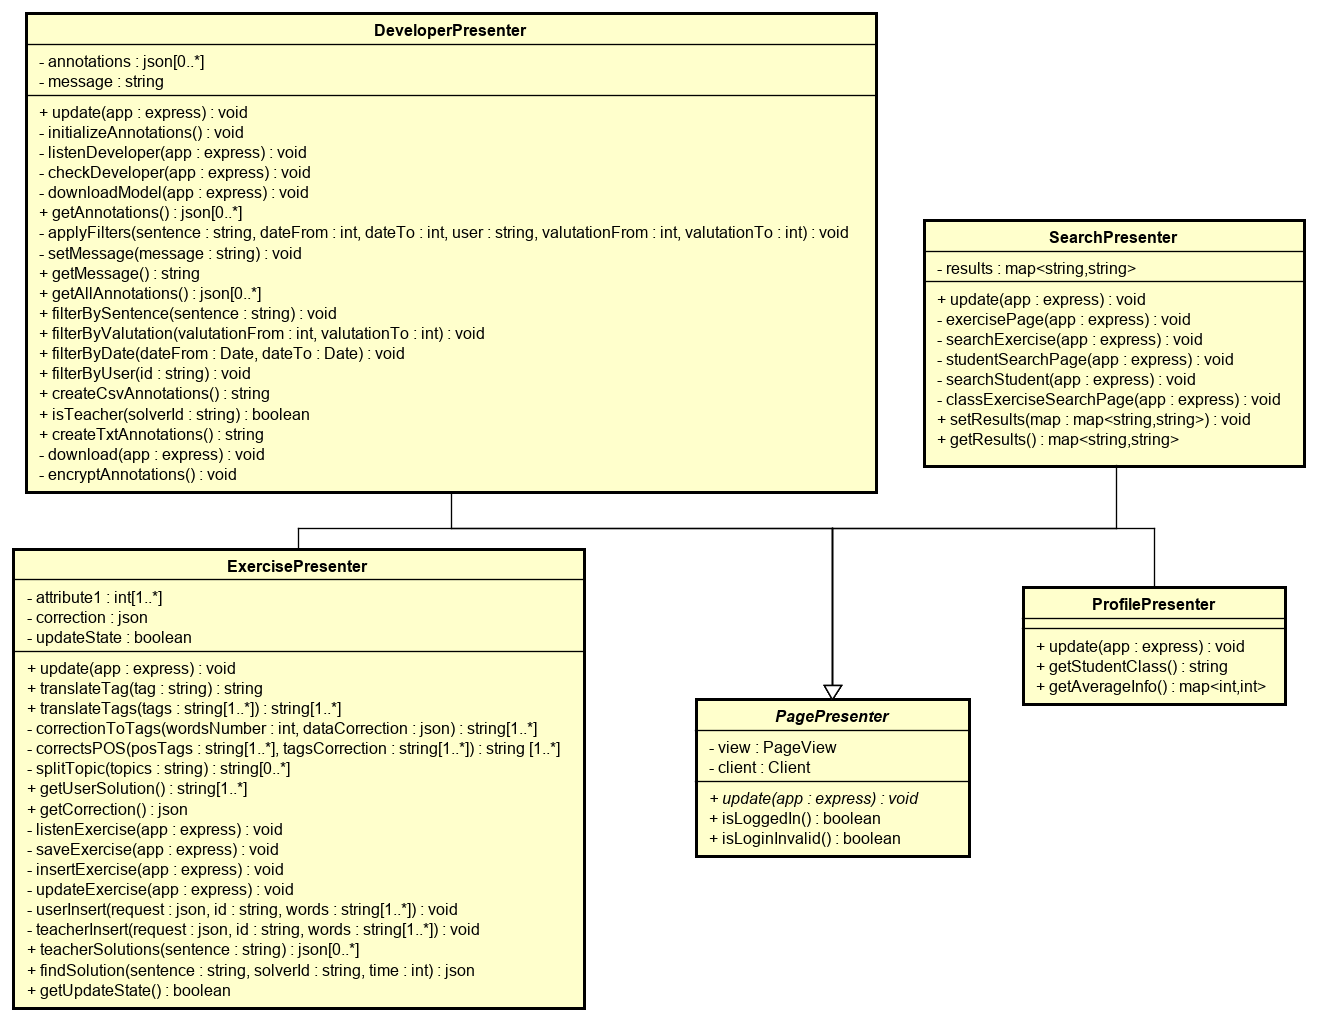 DeveloperPresenter
- annotations : json[0..*]
- message : string
+ update(app : express) : void
- initializeAnnotations() : void
- listenDeveloper(app : express) : void
- checkDeveloper(app : express) : void
- downloadModel(app : express) : void
+ getAnnotations() : json[0..*]
- applyFilters(sentence : string, dateFrom : int, dateTo : int, user : string, valutationFrom : int, valutationTo : int) : void
- setMessage(message : string) : void
+ getMessage() : string
+ getAllAnnotations() : json[0..*]
+ filterBySentence(sentence : string) : void
+ filterByValutation(valutationFrom : int, valutationTo : int) : void
+ filterByDate(dateFrom : Date, dateTo : Date) : void
+ filterByUser(id : string) : void
+ createCsvAnnotations() : string
+ isTeacher(solverId : string) : boolean
+ createTxtAnnotations() : string
- download(app : express) : void
- encryptAnnotations() : void
SearchPresenter
- results : map<string,string>
+ update(app : express) : void
- exercisePage(app : express) : void
- searchExercise(app : express) : void
- studentSearchPage(app : express) : void
- searchStudent(app : express) : void
- classExerciseSearchPage(app : express) : void
+ setResults(map : map<string,string>) : void
+ getResults() : map<string,string>
ExercisePresenter
- attribute1 : int[1..*]
- correction : json
- updateState : boolean
+ update(app : express) : void
+ translateTag(tag : string) : string
+ translateTags(tags : string[1..*]) : string[1..*]
- correctionToTags(wordsNumber : int, dataCorrection : json) : string[1..*]
- correctsPOS(posTags : string[1..*], tagsCorrection : string[1..*]) : string [1..*]
- splitTopic(topics : string) : string[0..*]
+ getUserSolution() : string[1..*]
+ getCorrection() : json
- listenExercise(app : express) : void
- saveExercise(app : express) : void
- insertExercise(app : express) : void
- updateExercise(app : express) : void
- userInsert(request : json, id : string, words : string[1..*]) : void
- teacherInsert(request : json, id : string, words : string[1..*]) : void
+ teacherSolutions(sentence : string) : json[0..*]
+ findSolution(sentence : string, solverId : string, time : int) : json
+ getUpdateState() : boolean
ProfilePresenter
+ update(app : express) : void
+ getStudentClass() : string
+ getAverageInfo() : map<int,int>
PagePresenter
- view : PageView
- client : Client
+ update(app : express) : void
+ isLoggedIn() : boolean
+ isLoginInvalid() : boolean